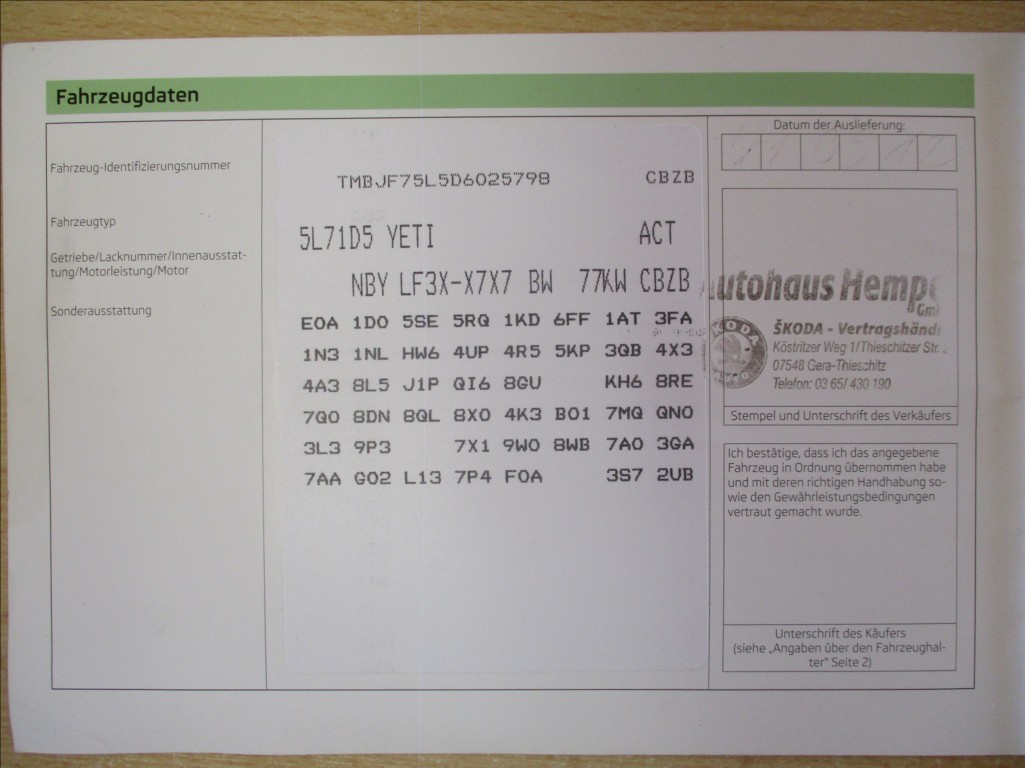 Fahrzeugdaten
Fahrzeug-Identifizierungsnummer
Fahrzeugtyp
Getriebe/Lacknummer/Innenausstat-
tung/Motorleistung/Motor
Sonderausstattung
TMBJF75L5D6025798 CBZB
5L71D5 YETI ACT
NBY LF3X-X7X7 BW 77KW CBZB
E0A 1D0 5SE 5RQ 1KD 6FF 1AT 3FA
1N3 1NL HW6 4UP 4R5 5KP 3QB 4X3
4A3 8L5 J1P QI6 8GU KH6 8RE
7Q0 8DN 8QL 8X0 4K3 B01 7MQ QN0
3L3 9P3 7X1 9W0 8WB 7A0 3GA
7AA G02 L13 7P4 F0A 3S7 2UB
Datum der Auslieferung:
Autohaus Hempe
Gm
ŠKODA
ŠKODA - Vertragshänd
Köstritzer Weg 1/Thieschitzer Str.
07548 Gera-Thieschitz
Telefon: 03 65/ 430 190
Stempel und Unterschrift des Verkäufers
Ich bestätige, dass ich das angegebene
Fahrzeug in Ordnung übernommen habe
und mit deren richtigen Handhabung so-
wie den Gewährleistungsbedingungen
vertraut gemacht wurde.
Unterschrift des Käufers
(siehe „Angaben über den Fahrzeughal-
ter" Seite 2)